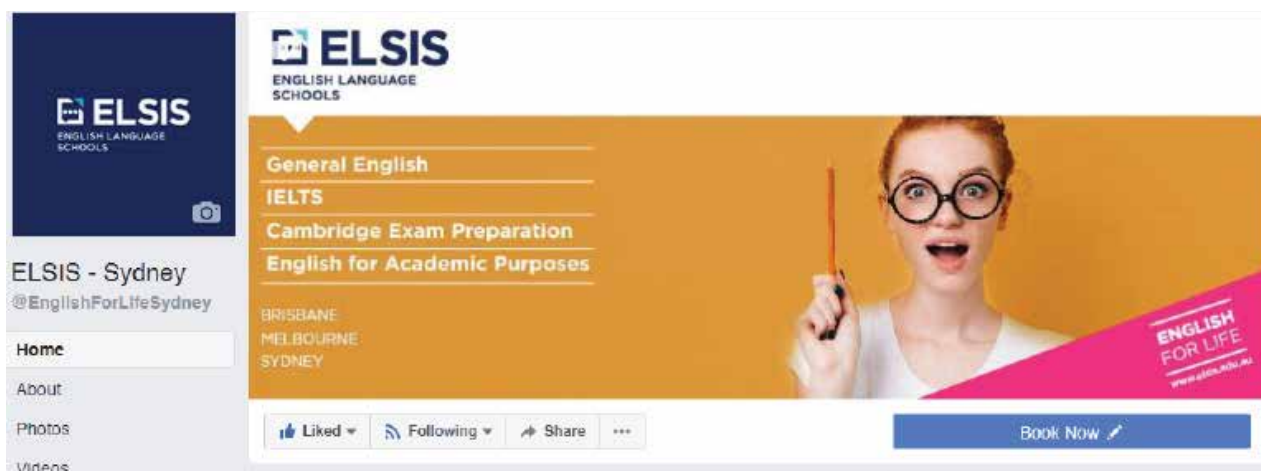 ELSIS
ENGLISH LANGUAGE
SCHOOLS
ELSIS - Sydney
@EnglishForLifeSydney
Home
About
Photos
Videos
ELSIS
ENGLISH LANGUAGE
SCHOOLS
General English
IELTS
Cambridge Exam Preparation
English for Academic Purposes
BRISBANE
MELBOURNE
SYDNEY
ENGLISH
FOR LIFE
www.elsis.edu.au
Liked Following Share ...
Book Now